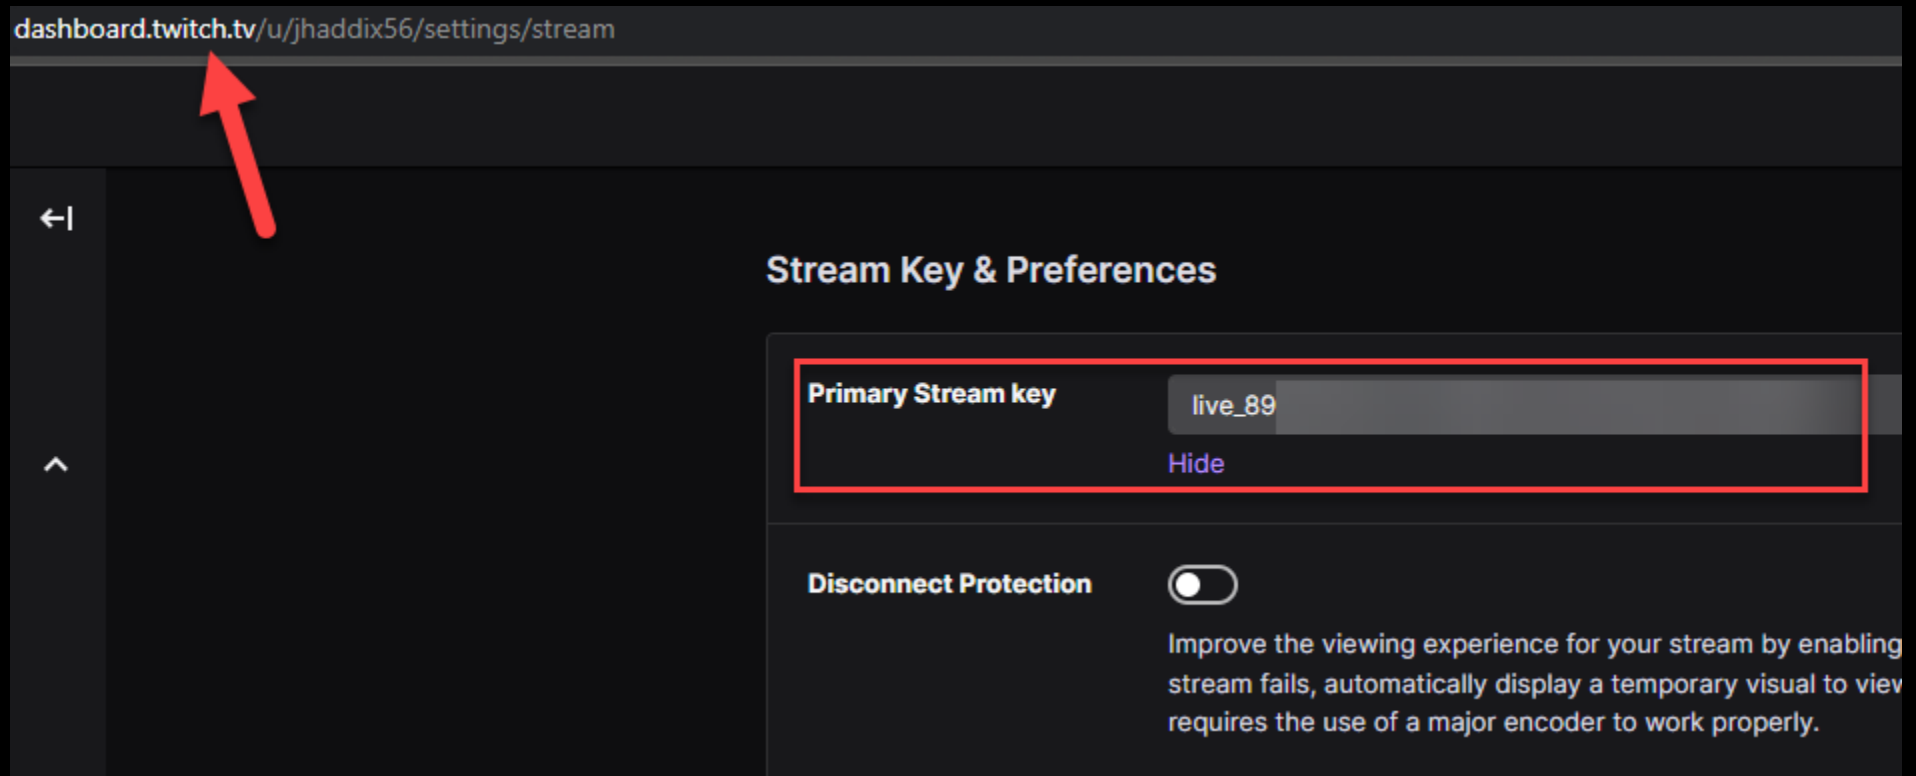 dashboard.twitch.tv/u/jhaddix56/settings/stream
Stream Key & Preferences
Primary Stream key
live_89
Hide
Disconnect Protection
Improve the viewing experience for your stream by enabling
stream fails, automatically display a temporary visual to view
requires the use of a major encoder to work properly.